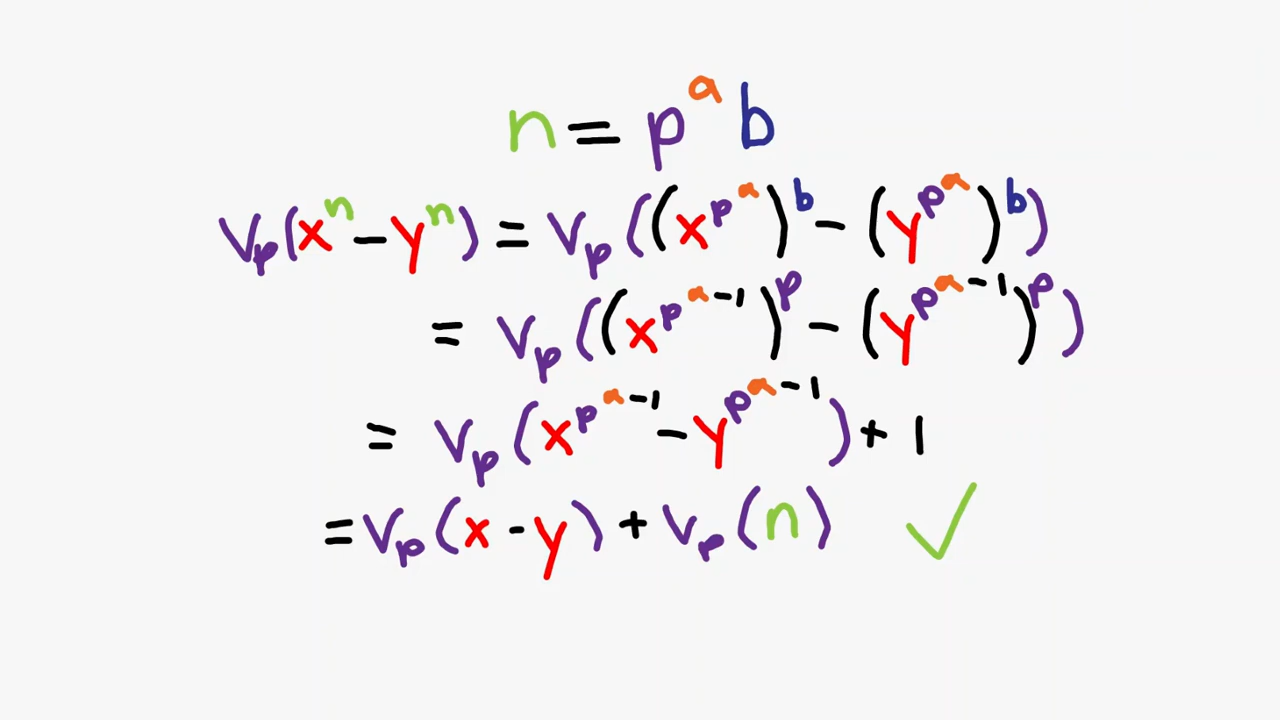 n = p^a b
v_p(x^n - y^n) = v_p((x^{p^a})^b - (y^{p^a})^b)
= v_p((x^{p^{a-1}})^p - (y^{p^{a-1}})^p)
= v_p(x^{p^{a-1}} - y^{p^{a-1}}) + 1
= v_p(x - y) + v_p(n) ✓